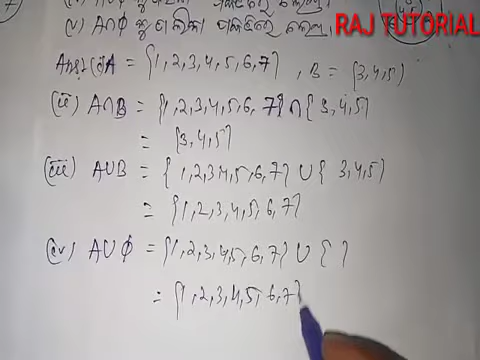 (v) A∩ϕ କୁ ତାଲିକା ପଦ୍ଧତିରେ ଲେଖ।
RAJ TUTORIAL
Ans: (i) A = {1, 2, 3, 4, 5, 6, 7} , B = {3,4,5}
(ii) A∩B = {1, 2, 3, 4, 5, 6, 7} ∩ { 3, 4, 5}
= {3,4,5}
(iii) A∪B = { 1, 2, 3 4, 5, 6, 7} ∪ { 3, 4, 5}
= {1, 2, 3, 4, 5, 6, 7}
(iv) A∪ϕ = {1, 2, 3, 4, 5, 6, 7} ∪ { }
= {1, 2, 3, 4, 5, 6, 7}